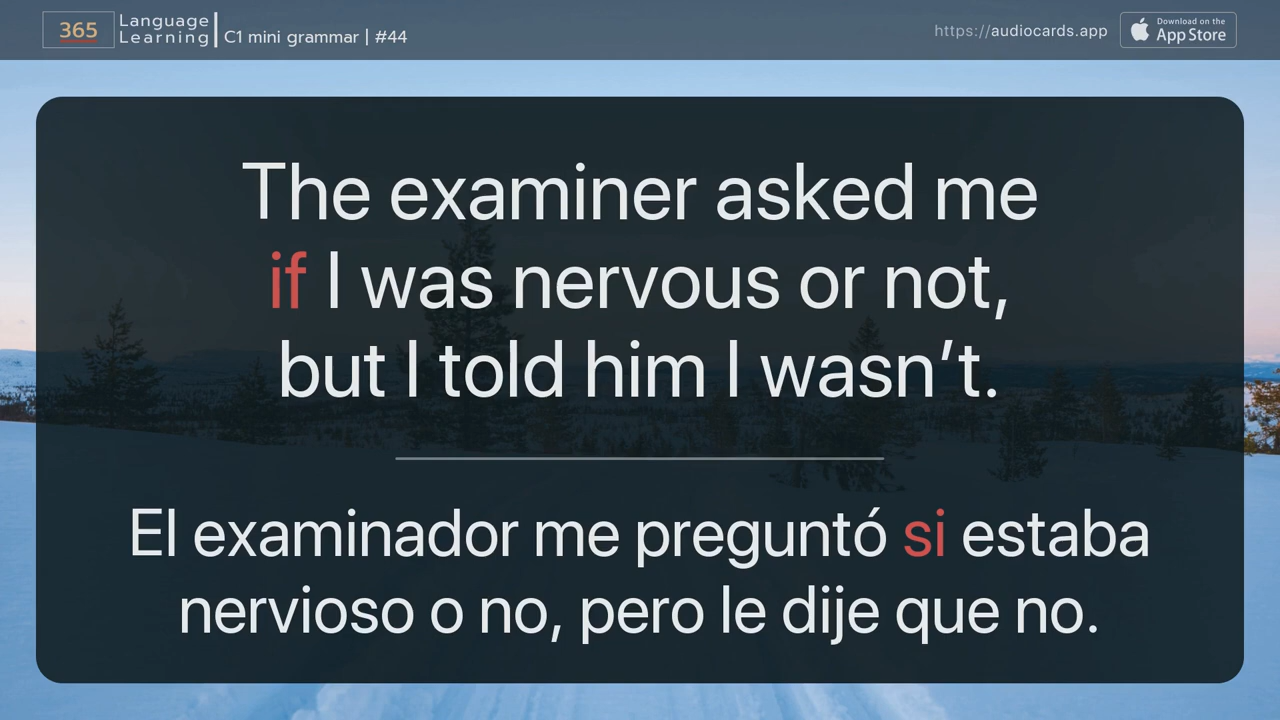 365
Language
Learning
C1 mini grammar | #44
https://audiocards.app
Download on the
App Store
The examiner asked me
if I was nervous or not,
but I told him I wasn’t.
El examinador me preguntó si estaba
nervioso o no, pero le dije que no.